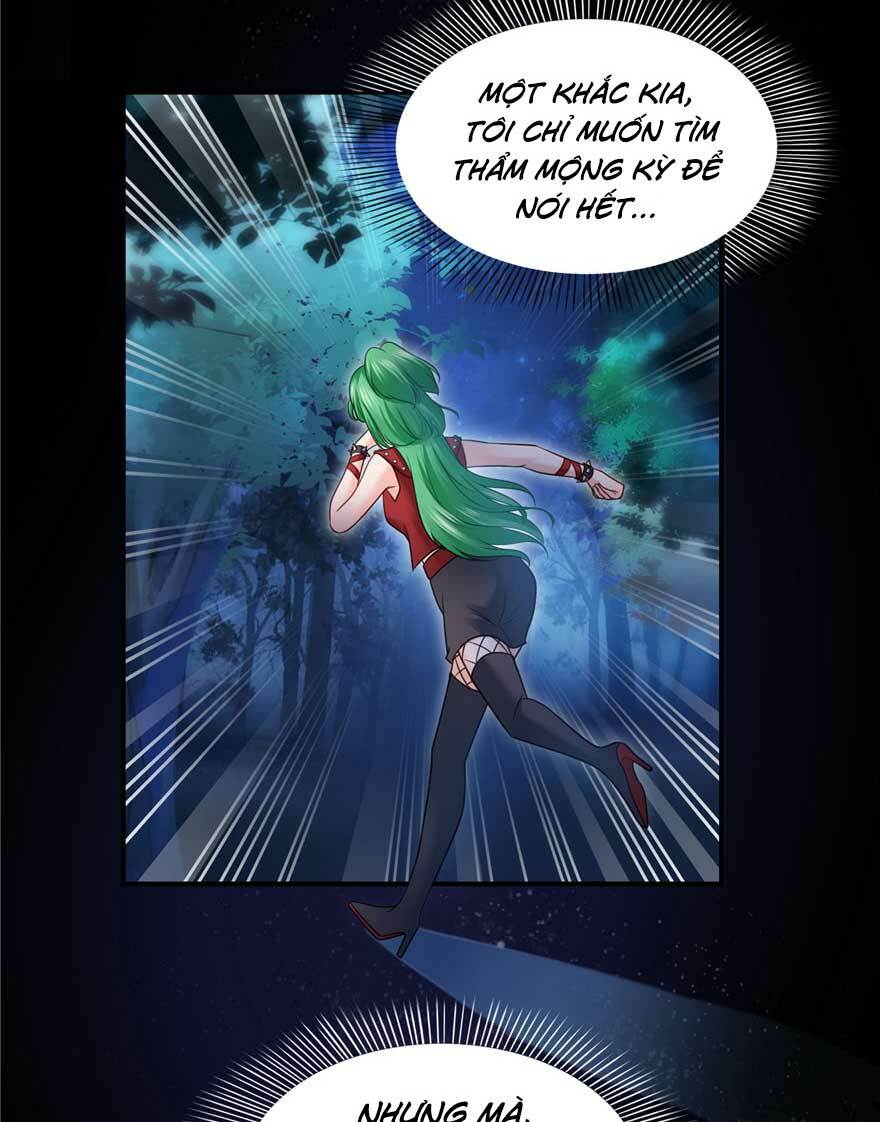 MỘT KHẮC KIA,
TÔI CHỈ MUỐN TÌM
THẨM MỘNG KỲ ĐỂ
NÓI HẾT...
NHƯNG MÀ,